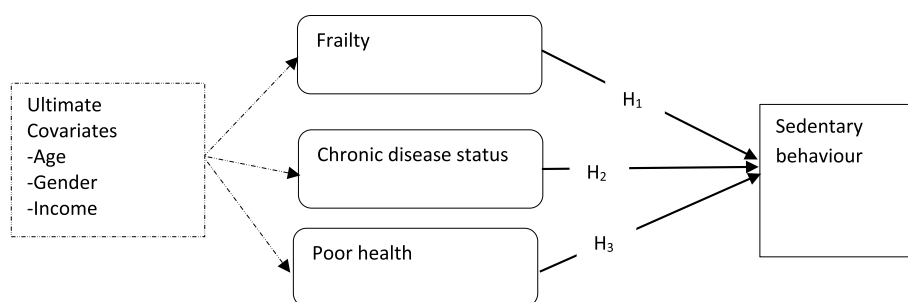 Ultimate
Covariates
-Age
-Gender
-Income
Frailty
Chronic disease status
Poor health
H₁
H₂
H₃
Sedentary
behaviour